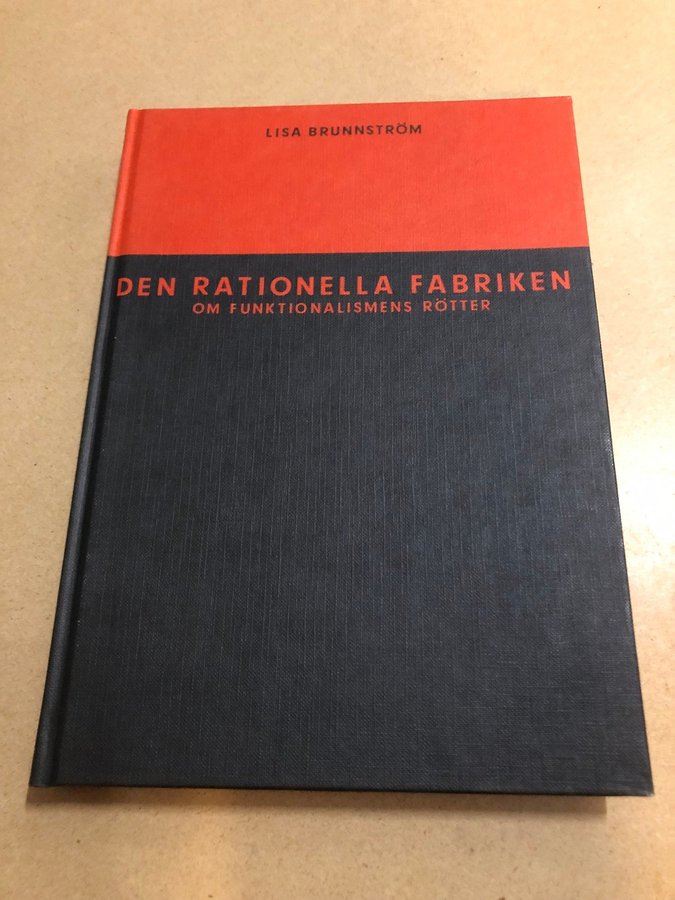 LISA BRUNNSTRÖM
DEN RATIONELLA FABRIKEN
OM FUNKTIONALISMENS RÖTTER